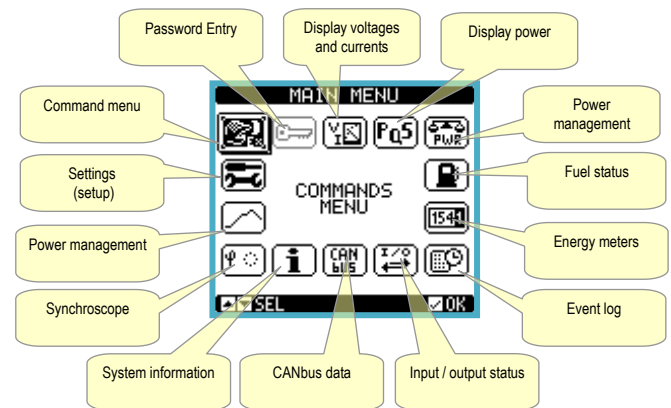 Password Entry
Display voltages
and currents
Display power
Command menu
Power
management
Settings
(setup)
Fuel status
Power management
Energy meters
Synchroscope
Event log
System information
CANbus data
Input / output status
MAIN MENU
V
I
PQS
PWR
COMMANDS
MENU
154
φ
i
CAN
bUS
I/O
SEL
OK